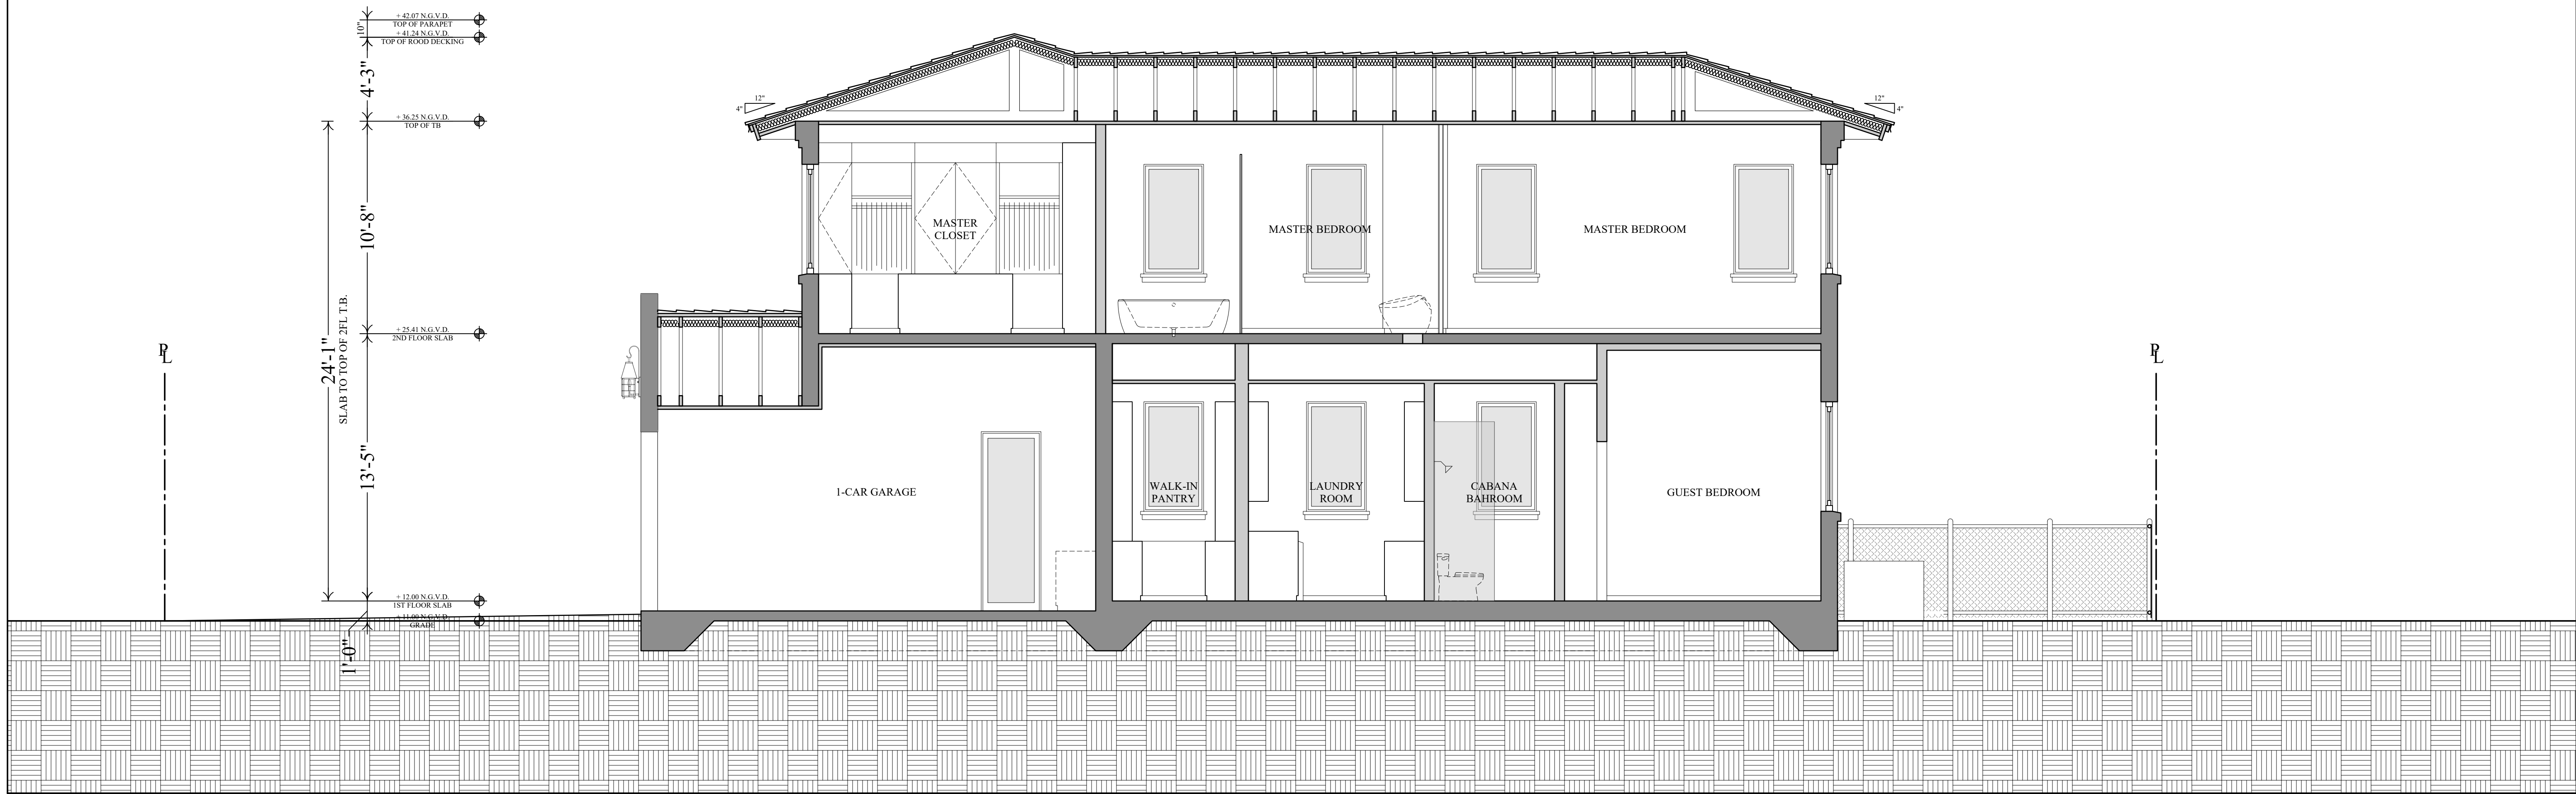 + 42.07 N.G.V.D.
TOP OF PARAPET
10"
+ 41.24 N.G.V.D.
TOP OF ROOD DECKING
4'-3"
+ 36.25 N.G.V.D.
TOP OF TB
12"
4"
12"
4"
10'-8"
MASTER
CLOSET
MASTER BEDROOM
MASTER BEDROOM
+ 25.41 N.G.V.D.
2ND FLOOR SLAB
24'-1"
SLAB TO TOP OF 2FL T.B.
PL
PL
13'-5"
1-CAR GARAGE
WALK-IN
PANTRY
LAUNDRY
ROOM
CABANA
BAHROOM
GUEST BEDROOM
+ 12.00 N.G.V.D.
1ST FLOOR SLAB
+ 11.00 N.G.V.D.
GRADE
1'-0"